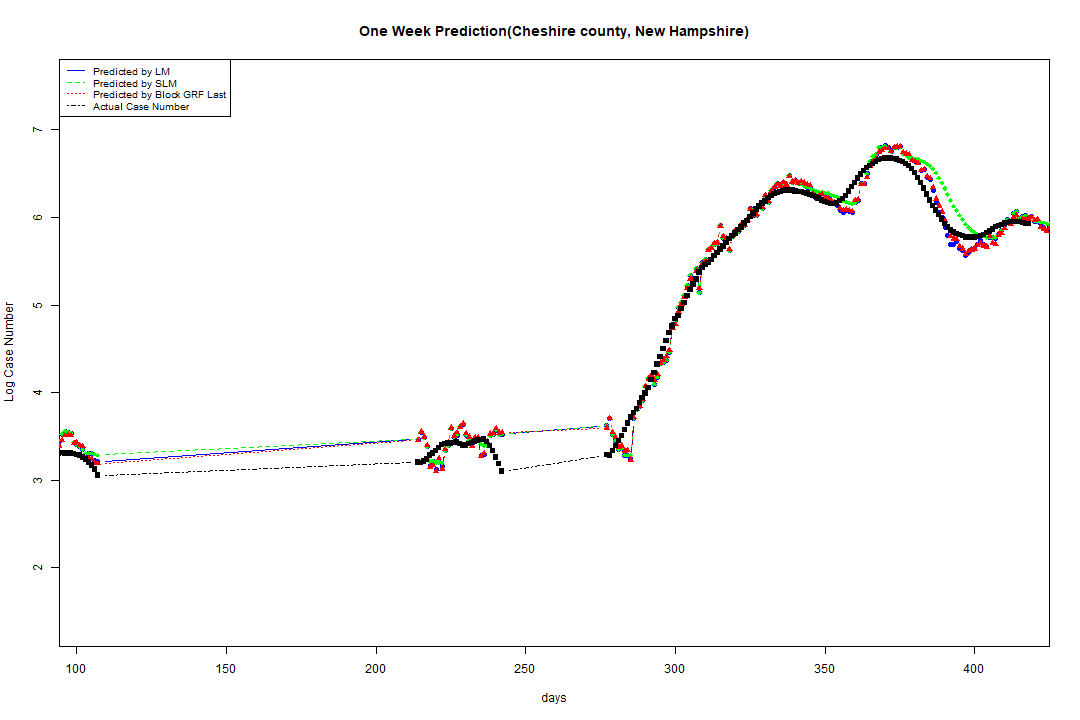 One Week Prediction(Cheshire county, New Hampshire)
Predicted by LM
Predicted by SLM
Predicted by Block GRF Last
Actual Case Number
7
6
5
4
3
2
Log Case Number
100 150 200 250 300 350 400
days